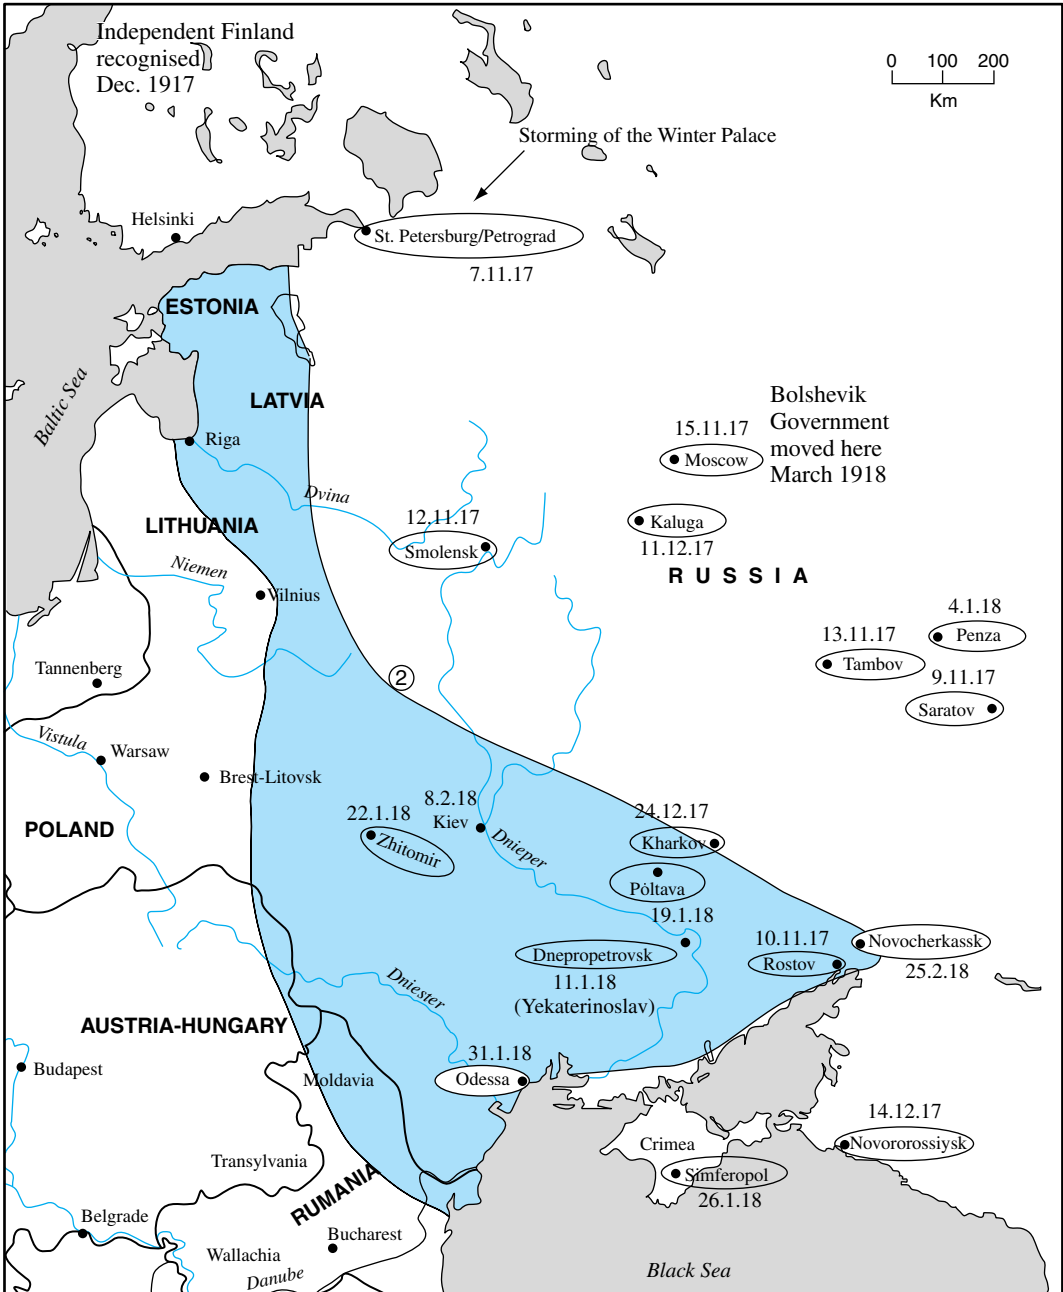 Independent Finland
recognised
Dec. 1917
0 100 200
Km
Storming of the Winter Palace
Helsinki
St. Petersburg/Petrograd
7.11.17
ESTONIA
Baltic Sea
LATVIA
Riga
Bolshevik
Government
moved here
March 1918
15.11.17
Moscow
Dvina
12.11.17
Smolensk
Kaluga
11.12.17
LITHUANIA
Niemen
Vilnius
RUSSIA
4.1.18
Penza
13.11.17
Tambov
9.11.17
Saratov
Tannenberg
2
Vistula
Warsaw
Brest-Litovsk
POLAND
22.1.18
Zhitomir
8.2.18
Kiev
Dnieper
24.12.17
Kharkov
Poltava
19.1.18
Dnepropetrovsk
11.1.18
(Yekaterinoslav)
10.11.17
Rostov
Novocherkassk
25.2.18
Dniester
AUSTRIA-HUNGARY
Budapest
Moldavia
31.1.18
Odessa
14.12.17
Novororossiysk
Crimea
Simferopol
26.1.18
Transylvania
RUMANIA
Belgrade
Bucharest
Wallachia
Danube
Black Sea